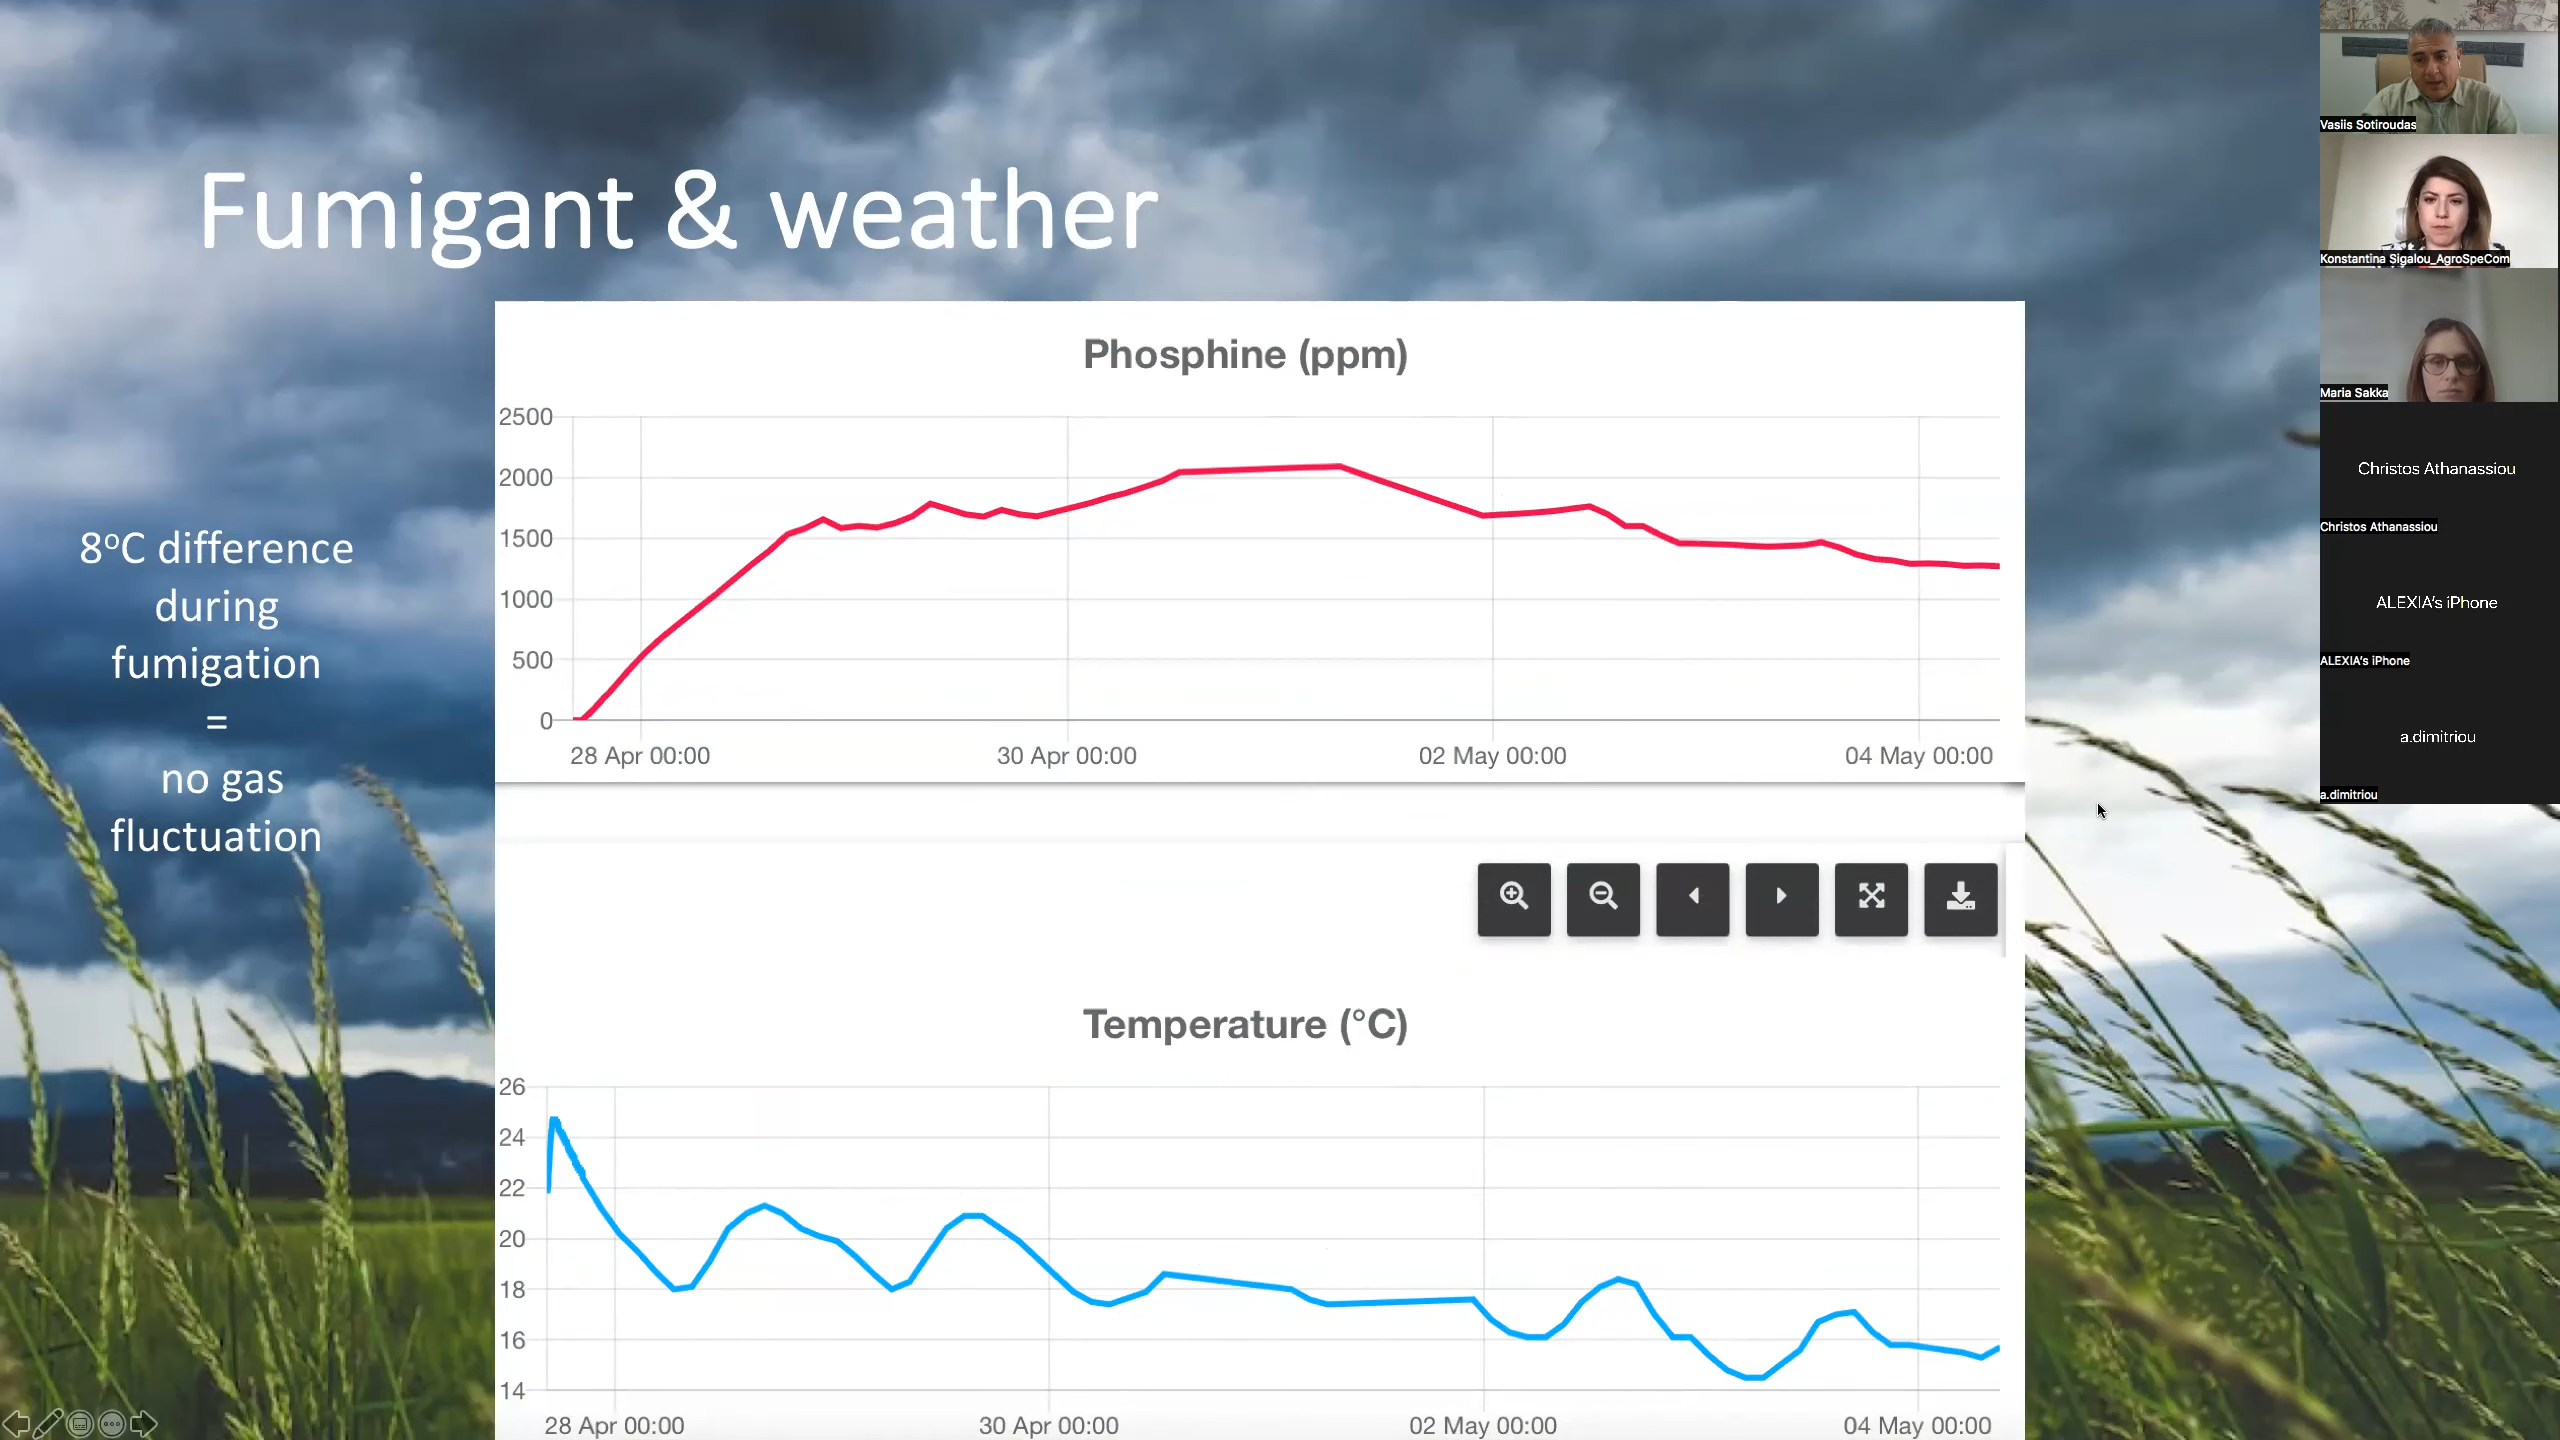 Fumigant & weather
8°C difference
during
fumigation
=
no gas
fluctuation
Phosphine (ppm)
2500
2000
1500
1000
500
0
28 Apr 00:00 30 Apr 00:00 02 May 00:00 04 May 00:00
Temperature (°C)
26
24
22
20
18
16
14
28 Apr 00:00 30 Apr 00:00 02 May 00:00 04 May 00:00
Vasiis Sotiroudas
Konstantina Sigalou_AgroSpeCom
Maria Sakka
Christos Athanassiou
Christos Athanassiou
ALEXIA's iPhone
ALEXIA's iPhone
a.dimitriou
a.dimitriou